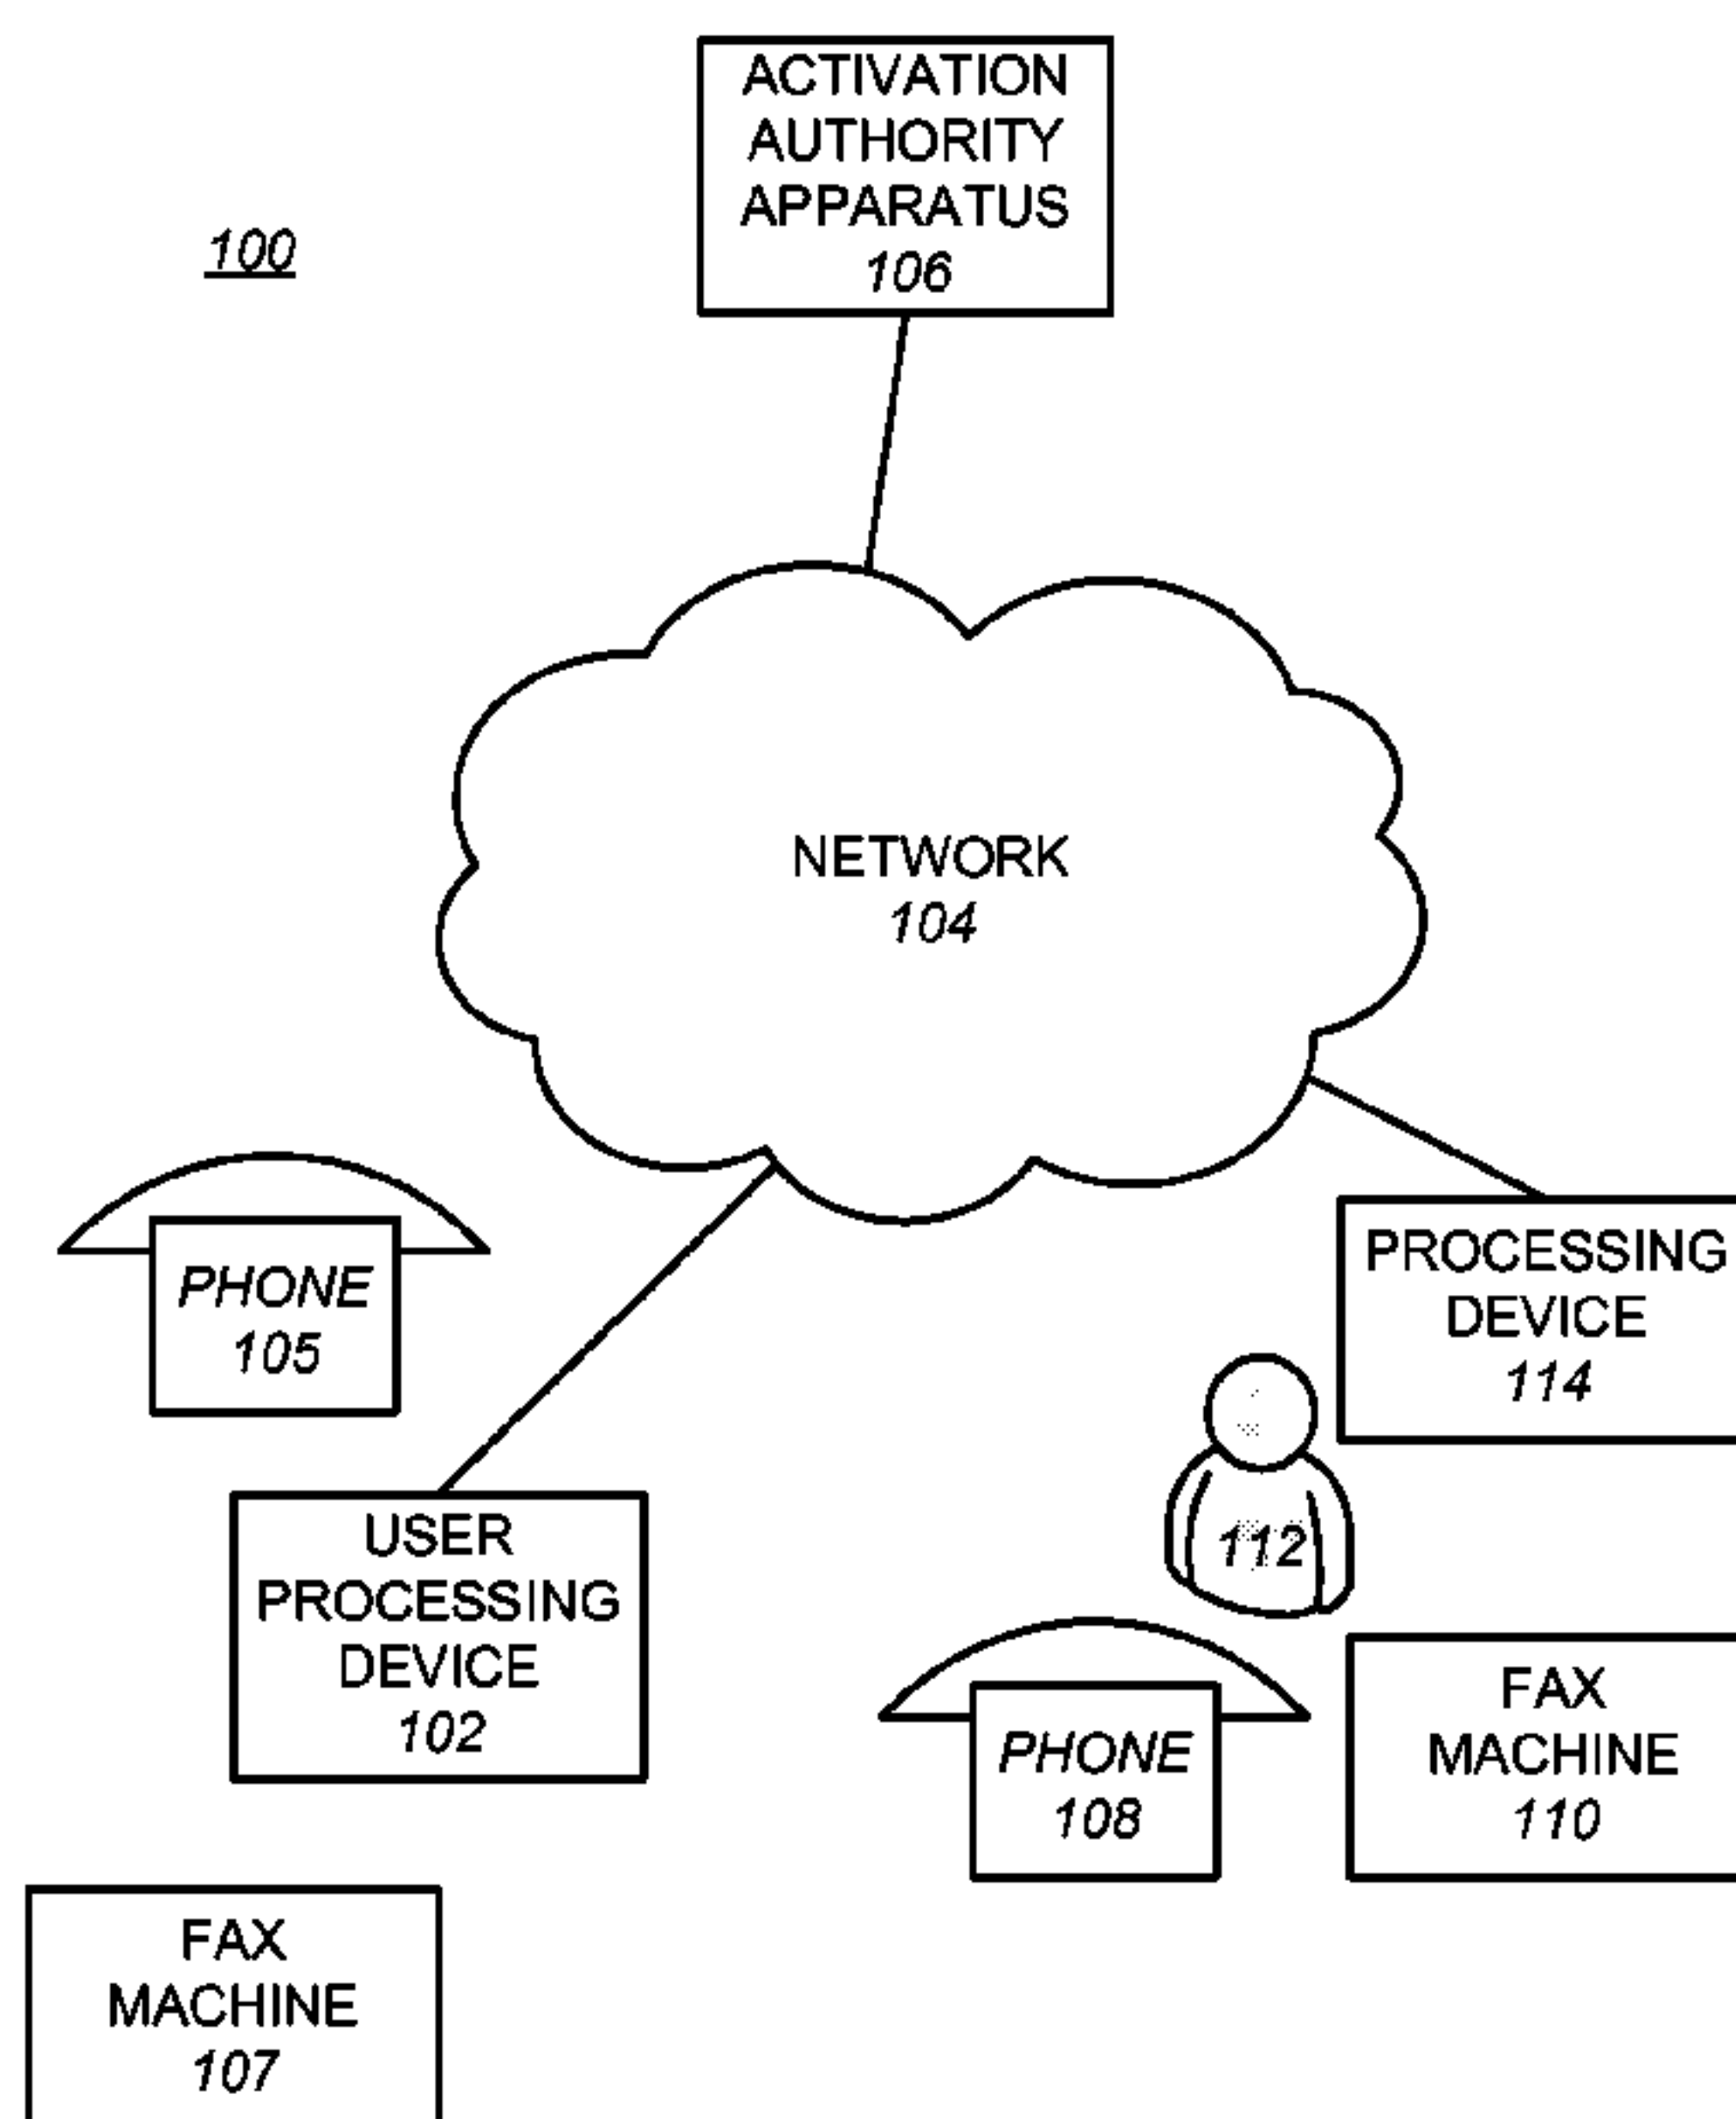 ACTIVATION
AUTHORITY
APPARATUS
106
100
NETWORK
104
PHONE
105
PROCESSING
DEVICE
114
USER
PROCESSING
DEVICE
102
112
PHONE
108
FAX
MACHINE
110
FAX
MACHINE
107